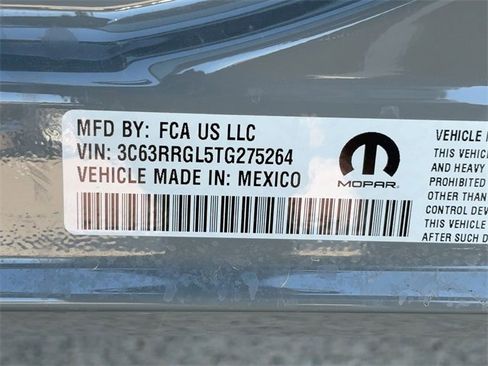 MFD BY: FCA US LLC
VIN: 3C63RRGL5TG275264
VEHICLE MADE IN: MEXICO
MOPAR
VEHICLE
THIS VEHICL
AND HEAVY
PROHIBITED
OTHER THAN
CONTROL DEV
THIS VEHICLE
AFTER SUCH D